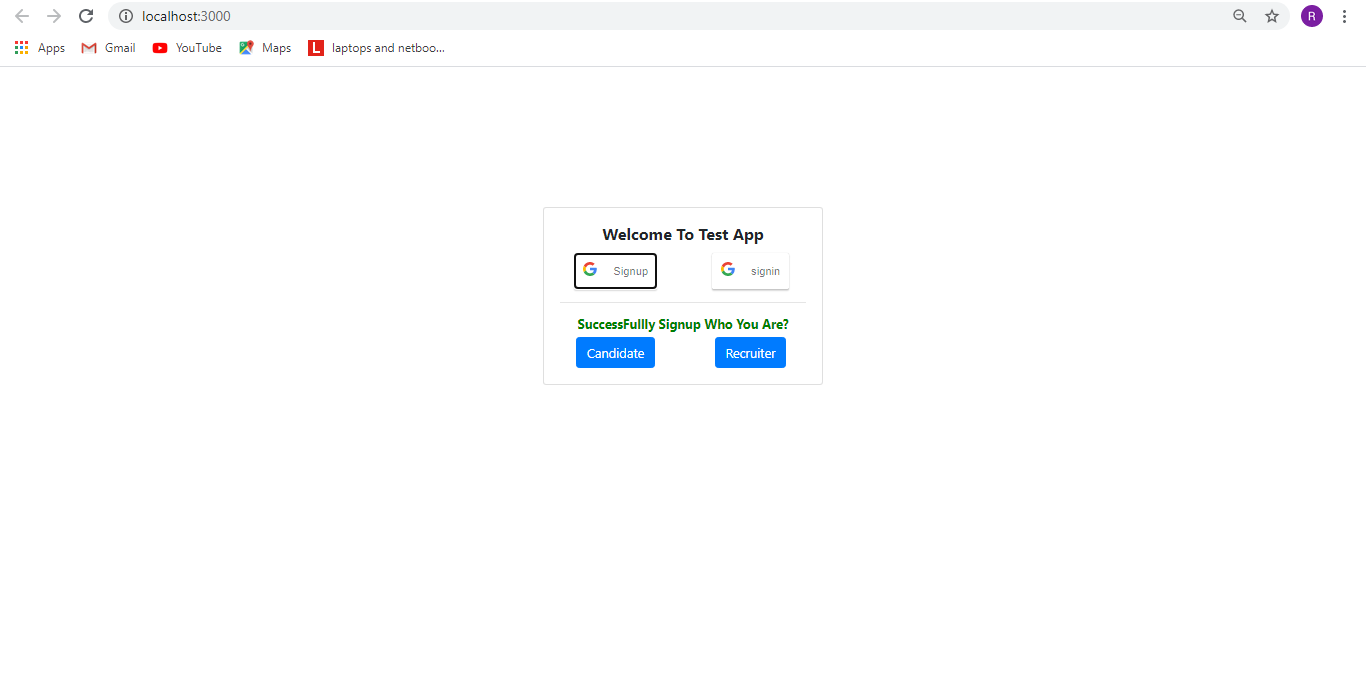 localhost:3000
R
Apps Gmail YouTube Maps L laptops and netboo...
Welcome To Test App
Signup signin
SuccessFullly Signup Who You Are?
Candidate Recruiter